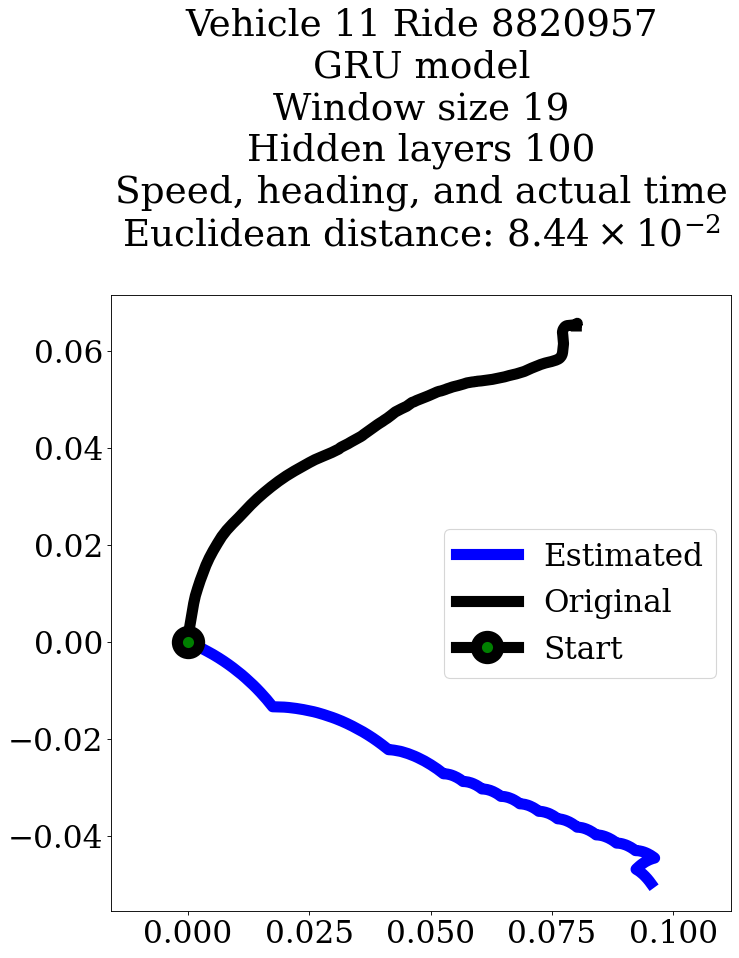 Vehicle 11 Ride 8820957
GRU model
Window size 19
Hidden layers 100
Speed, heading, and actual time
Euclidean distance: 8.44 × 10⁻²
0.06
0.04
0.02
0.00
−0.02
−0.04
Estimated
Original
Start
0.000 0.025 0.050 0.075 0.100